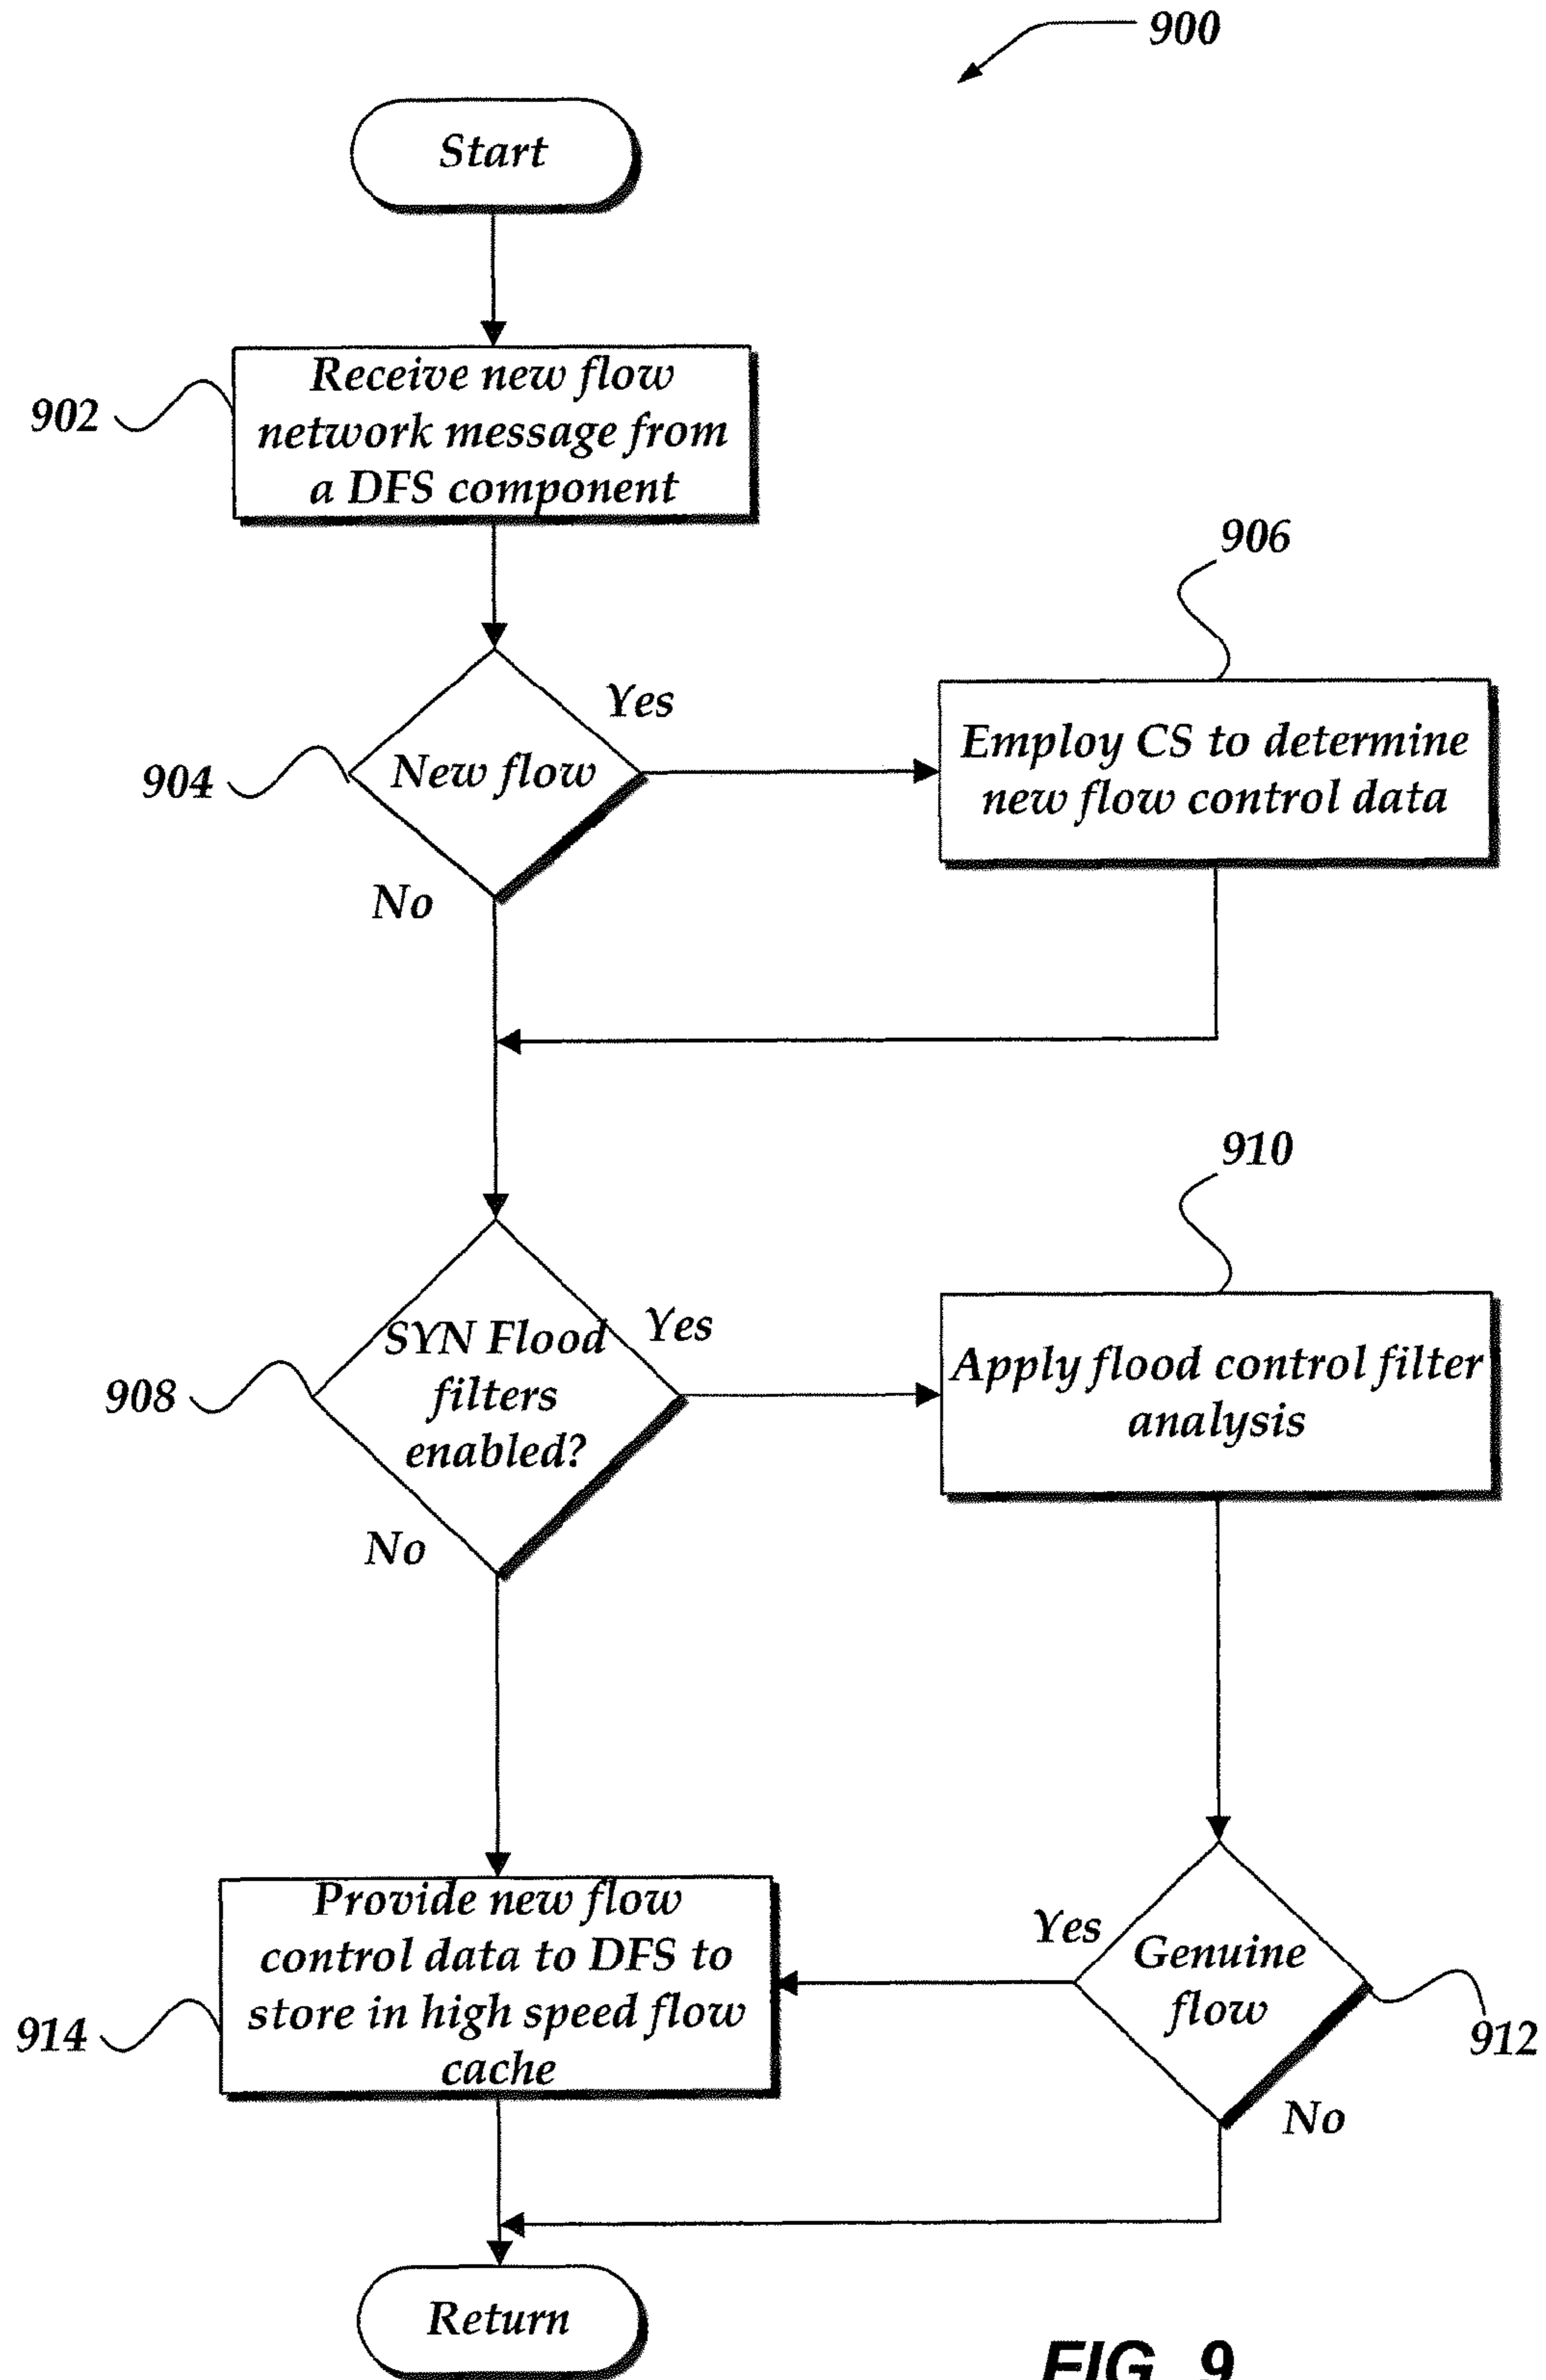 900
Start
902
Receive new flow
network message from
a DFS component
904
New flow
Yes
No
906
Employ CS to determine
new flow control data
908
SYN Flood
filters
enabled?
Yes
No
910
Apply flood control filter
analysis
912
Genuine
flow
Yes
No
914
Provide new flow
control data to DFS to
store in high speed flow
cache
Return
FIG. 9